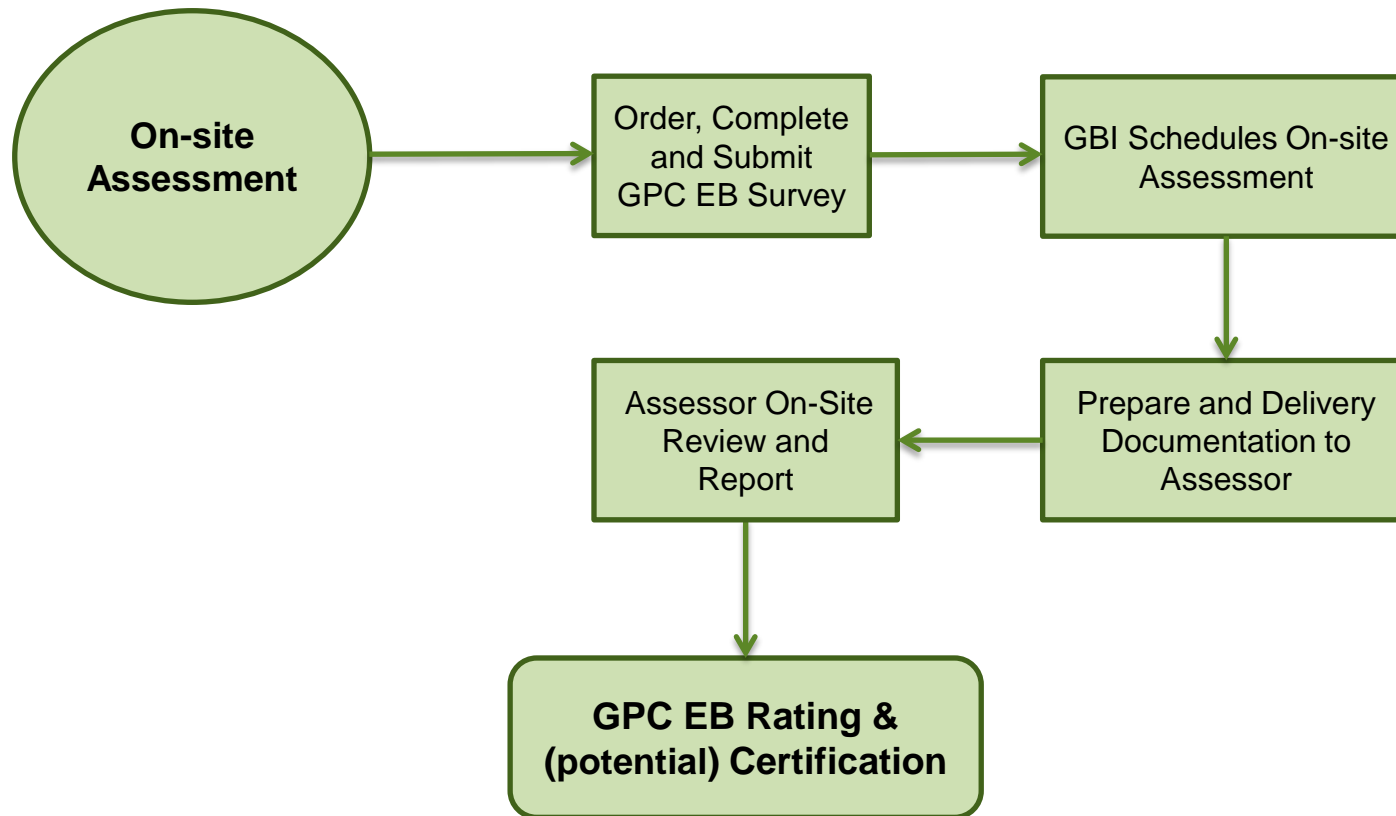 On-site
Assessment
Order, Complete
and Submit
GPC EB Survey
GBI Schedules On-site
Assessment
Prepare and Delivery
Documentation to
Assessor
Assessor On-Site
Review and
Report
GPC EB Rating &
(potential) Certification